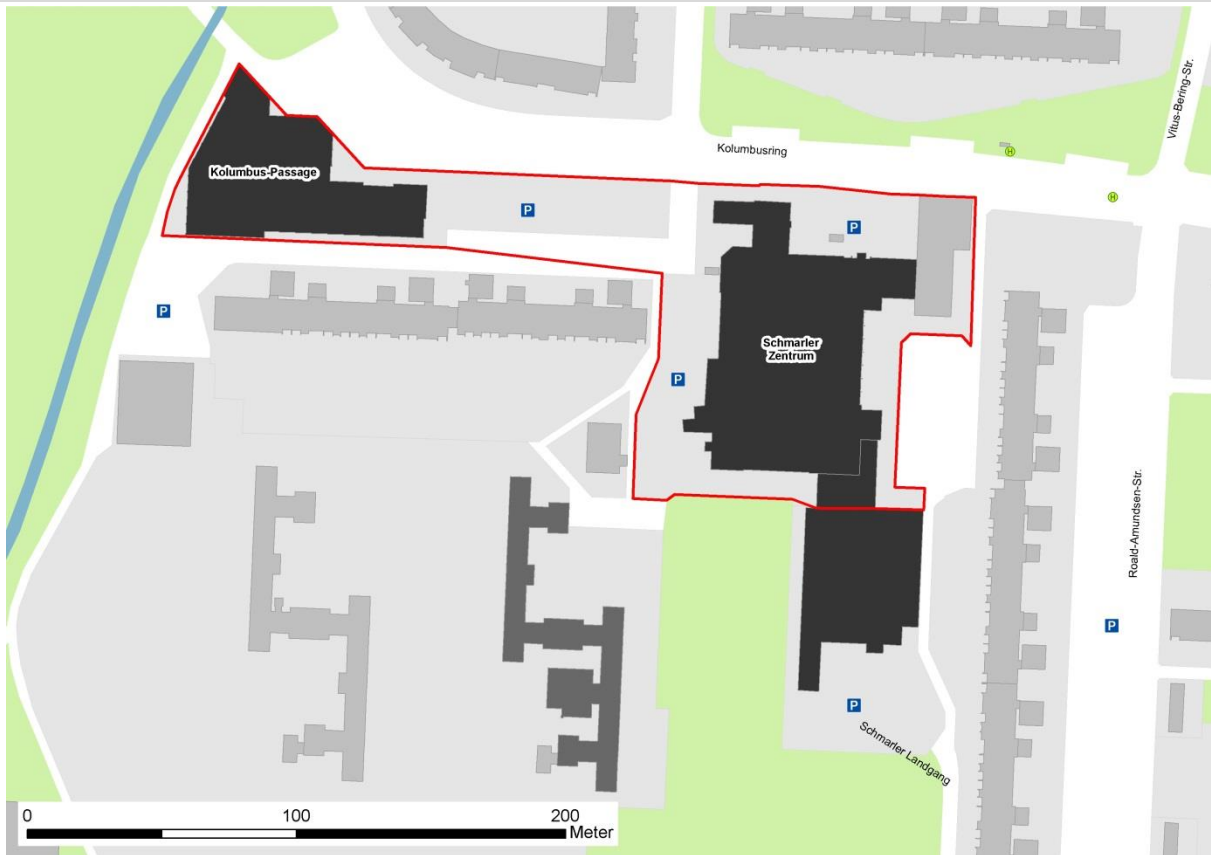 Vitus-Bering-Str.
Kolumbusring
H
H
Kolumbus-Passage
P
P
P
Schmarler
Zentrum
P
Roald-Amundsen-Str.
P
P
Schmarler Landgang
0
100
200
Meter